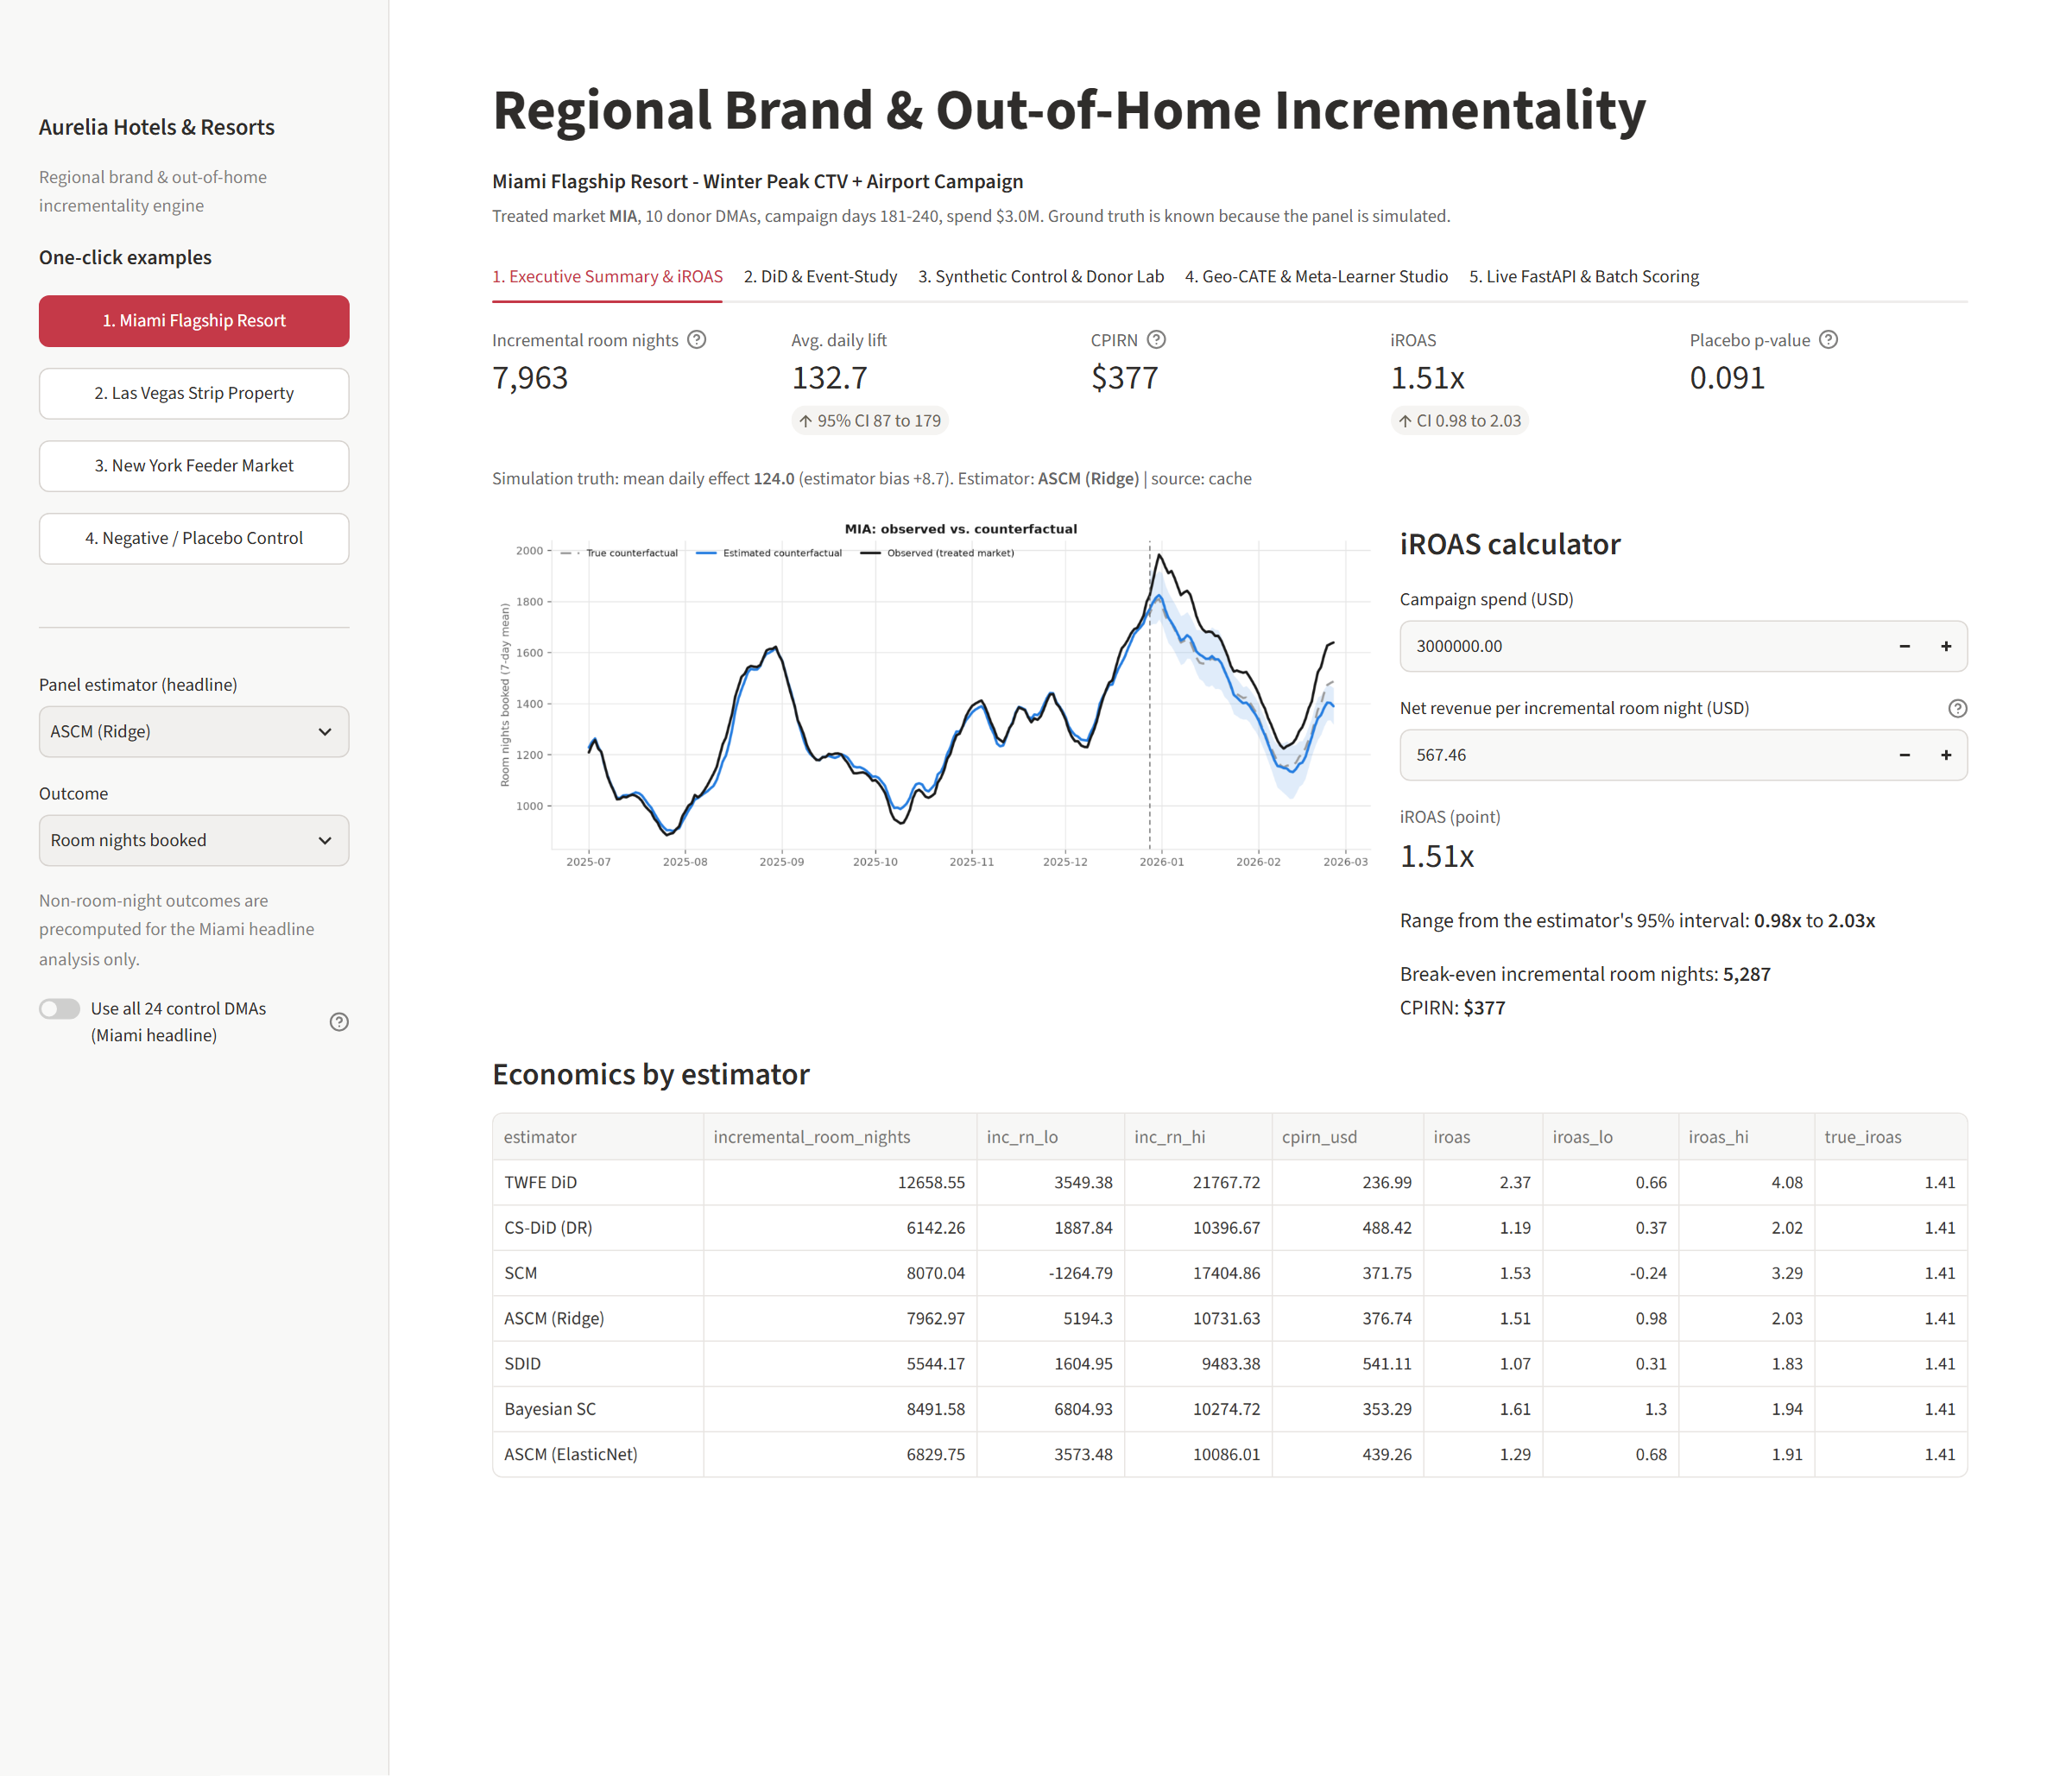 Aurelia Hotels & Resorts
Regional brand & out-of-home
incrementality engine
One-click examples
1. Miami Flagship Resort
2. Las Vegas Strip Property
3. New York Feeder Market
4. Negative / Placebo Control
Panel estimator (headline)
ASCM (Ridge)
Outcome
Room nights booked
Non-room-night outcomes are
precomputed for the Miami headline
analysis only.
Use all 24 control DMAs
(Miami headline)
Regional Brand & Out-of-Home Incrementality
Miami Flagship Resort - Winter Peak CTV + Airport Campaign
Treated market MIA, 10 donor DMAs, campaign days 181-240, spend $3.0M. Ground truth is known because the panel is simulated.
1. Executive Summary & iROAS 2. DiD & Event-Study 3. Synthetic Control & Donor Lab 4. Geo-CATE & Meta-Learner Studio 5. Live FastAPI & Batch Scoring
Incremental room nights Avg. daily lift CPIRN iROAS Placebo p-value
7,963 132.7 $377 1.51x 0.091
↑ 95% CI 87 to 179 ↑ CI 0.98 to 2.03
Simulation truth: mean daily effect 124.0 (estimator bias +8.7). Estimator: ASCM (Ridge) | source: cache
MIA: observed vs. counterfactual
True counterfactual Estimated counterfactual Observed (treated market)
Room nights booked (7-day mean)
2000
1800
1600
1400
1200
1000
2025-07 2025-08 2025-09 2025-10 2025-11 2025-12 2026-01 2026-02 2026-03
iROAS calculator
Campaign spend (USD)
3000000.00
Net revenue per incremental room night (USD)
567.46
iROAS (point)
1.51x
Range from the estimator's 95% interval: 0.98x to 2.03x
Break-even incremental room nights: 5,287
CPIRN: $377
Economics by estimator
estimator incremental_room_nights inc_rn_lo inc_rn_hi cpirn_usd iroas iroas_lo iroas_hi true_iroas
TWFE DiD 12658.55 3549.38 21767.72 236.99 2.37 0.66 4.08 1.41
CS-DiD (DR) 6142.26 1887.84 10396.67 488.42 1.19 0.37 2.02 1.41
SCM 8070.04 -1264.79 17404.86 371.75 1.53 -0.24 3.29 1.41
ASCM (Ridge) 7962.97 5194.3 10731.63 376.74 1.51 0.98 2.03 1.41
SDID 5544.17 1604.95 9483.38 541.11 1.07 0.31 1.83 1.41
Bayesian SC 8491.58 6804.93 10274.72 353.29 1.61 1.3 1.94 1.41
ASCM (ElasticNet) 6829.75 3573.48 10086.01 439.26 1.29 0.68 1.91 1.41